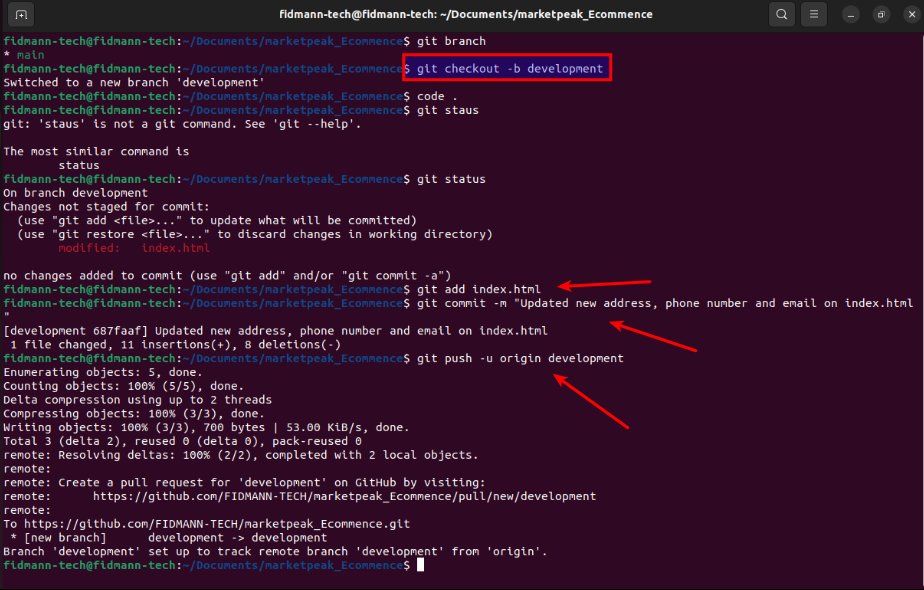 fidmann-tech@fidmann-tech: ~/Documents/marketpeak_Ecommence
fidmann-tech@fidmann-tech:~/Documents/marketpeak_Ecommence$ git branch
* main
fidmann-tech@fidmann-tech:~/Documents/marketpeak_Ecommence$ git checkout -b development
Switched to a new branch 'development'
fidmann-tech@fidmann-tech:~/Documents/marketpeak_Ecommence$ code .
fidmann-tech@fidmann-tech:~/Documents/marketpeak_Ecommence$ git staus
git: 'staus' is not a git command. See 'git --help'.

The most similar command is
        status
fidmann-tech@fidmann-tech:~/Documents/marketpeak_Ecommence$ git status
On branch development
Changes not staged for commit:
  (use "git add <file>..." to update what will be committed)
  (use "git restore <file>..." to discard changes in working directory)
        modified:   index.html

no changes added to commit (use "git add" and/or "git commit -a")
fidmann-tech@fidmann-tech:~/Documents/marketpeak_Ecommence$ git add index.html
fidmann-tech@fidmann-tech:~/Documents/marketpeak_Ecommence$ git commit -m "Updated new address, phone number and email on index.html
"
[development 687faaf] Updated new address, phone number and email on index.html
 1 file changed, 11 insertions(+), 8 deletions(-)
fidmann-tech@fidmann-tech:~/Documents/marketpeak_Ecommence$ git push -u origin development
Enumerating objects: 5, done.
Counting objects: 100% (5/5), done.
Delta compression using up to 2 threads
Compressing objects: 100% (3/3), done.
Writing objects: 100% (3/3), 700 bytes | 53.00 KiB/s, done.
Total 3 (delta 2), reused 0 (delta 0), pack-reused 0
remote: Resolving deltas: 100% (2/2), completed with 2 local objects.
remote:
remote: Create a pull request for 'development' on GitHub by visiting:
remote:      https://github.com/FIDMANN-TECH/marketpeak_Ecommence/pull/new/development
remote:
To https://github.com/FIDMANN-TECH/marketpeak_Ecommence.git
 * [new branch]      development -> development
Branch 'development' set up to track remote branch 'development' from 'origin'.
fidmann-tech@fidmann-tech:~/Documents/marketpeak_Ecommence$